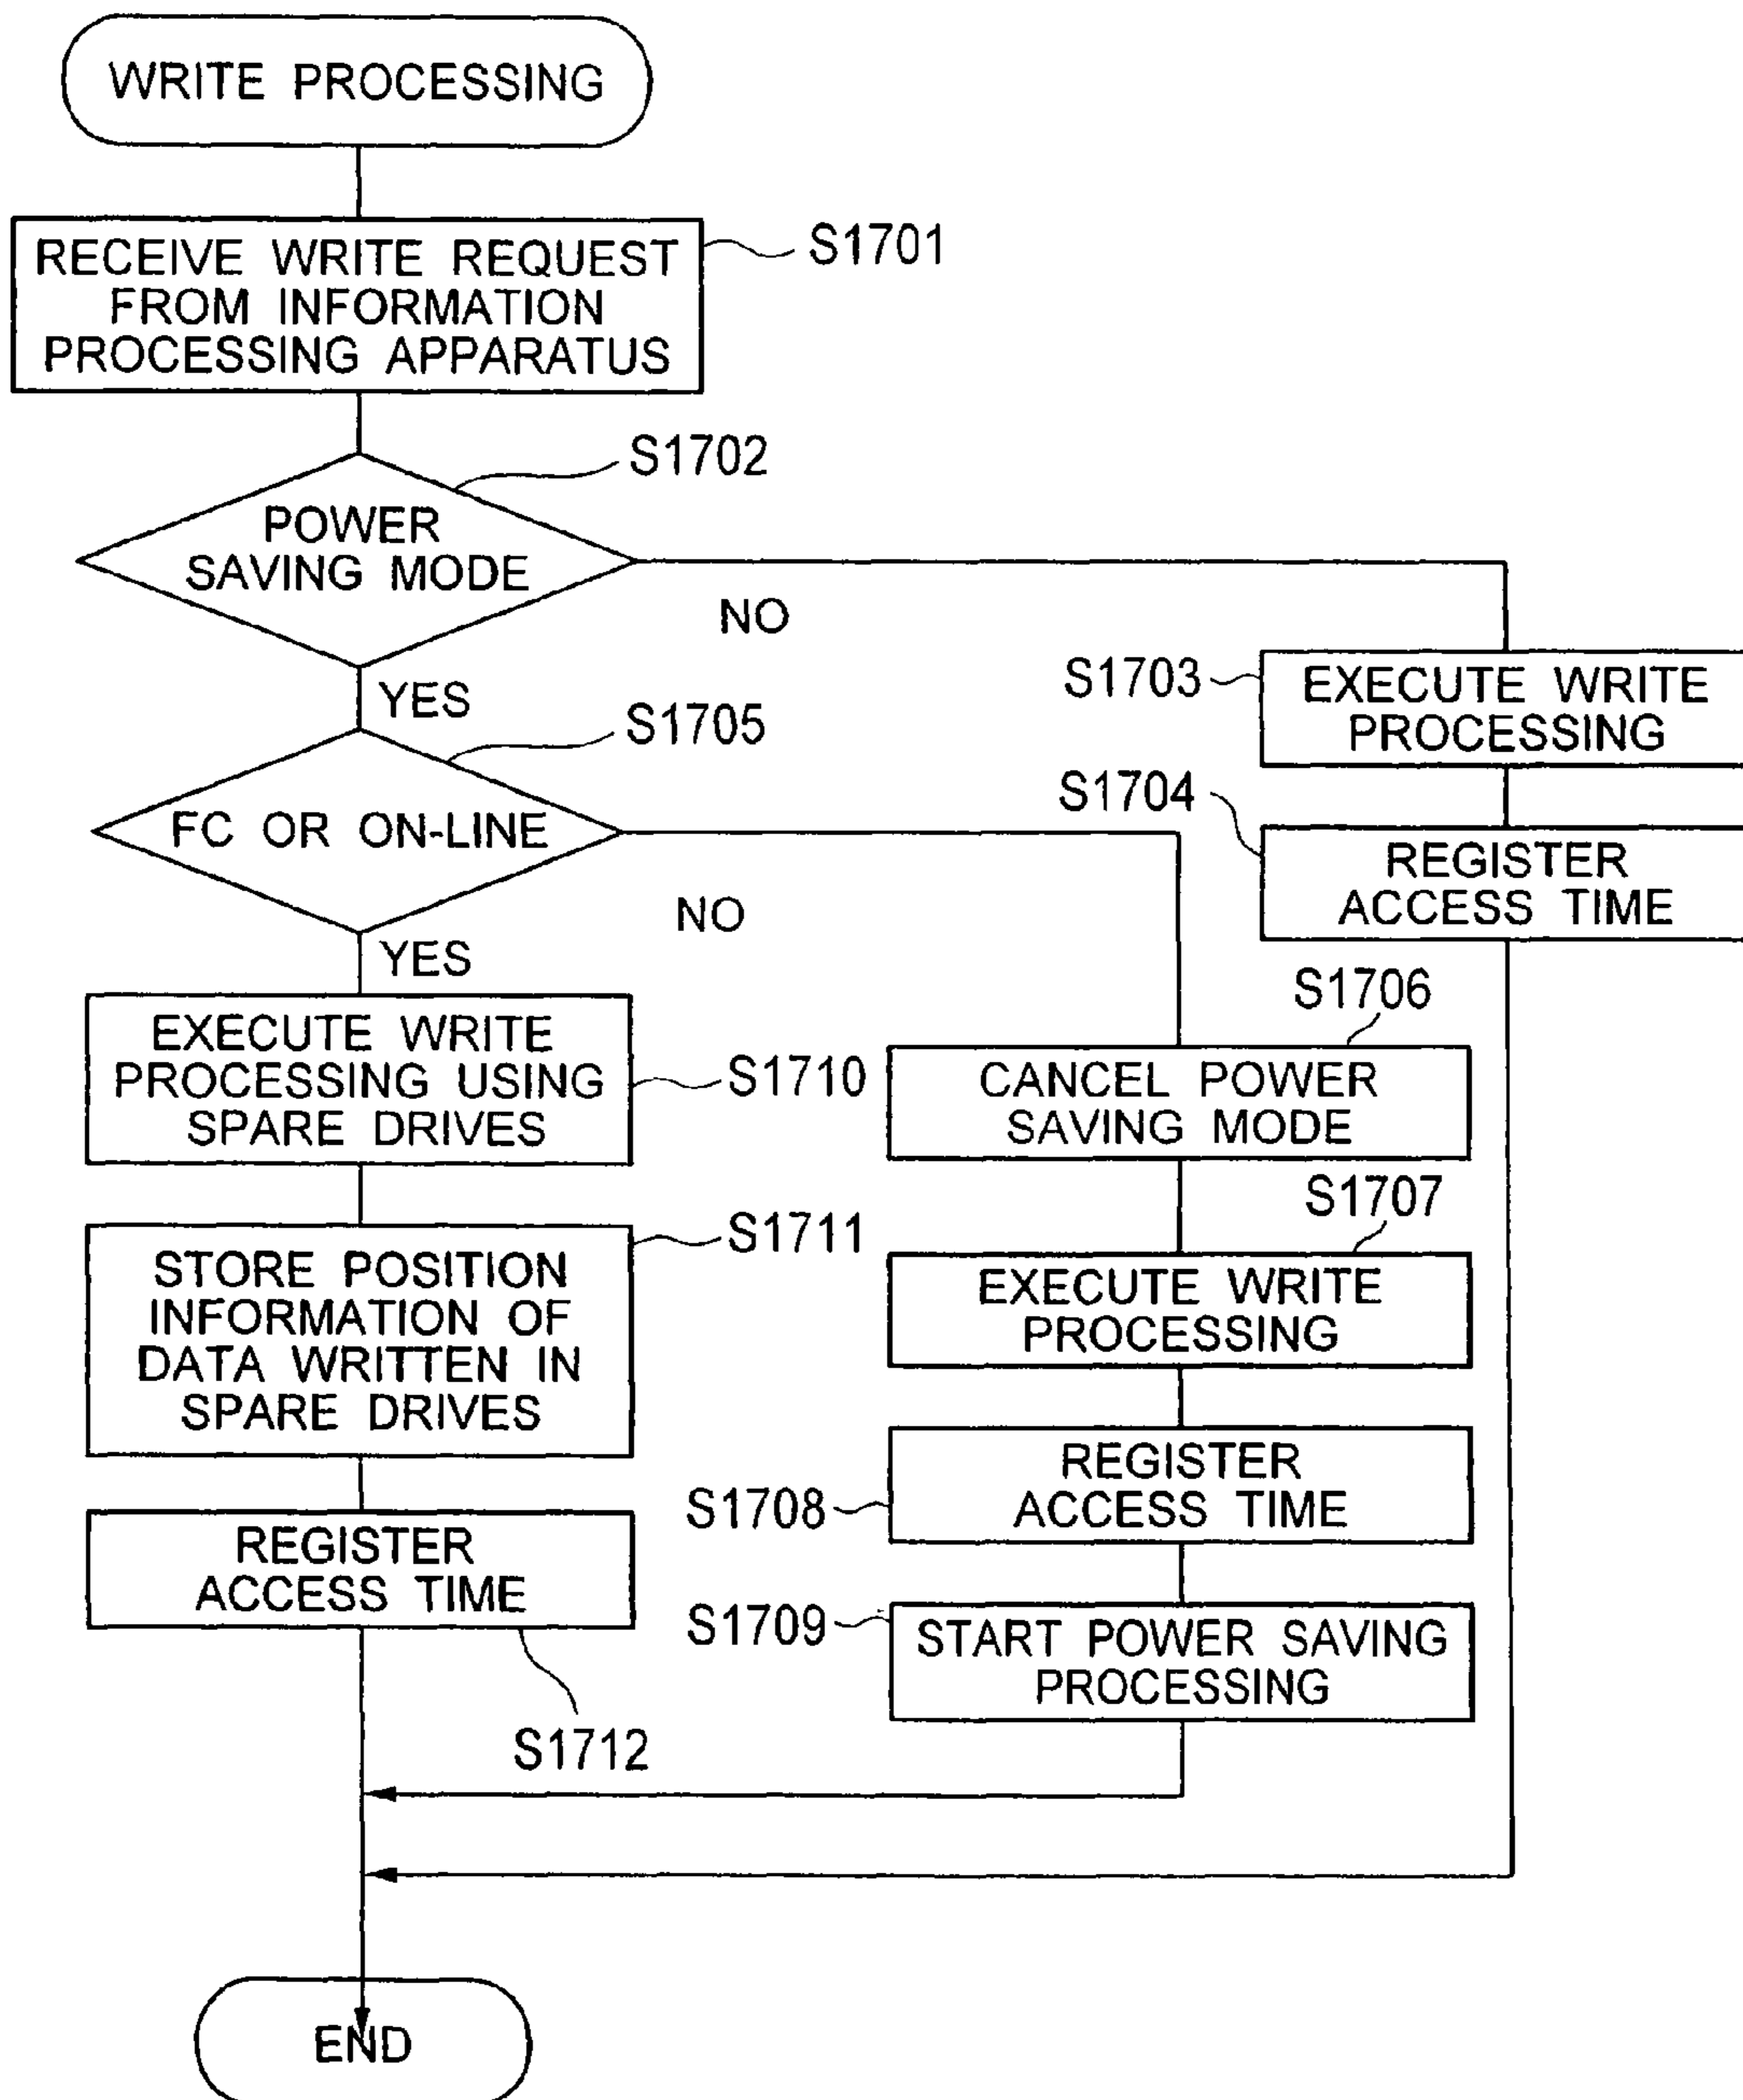 WRITE PROCESSING
RECEIVE WRITE REQUEST
FROM INFORMATION
PROCESSING APPARATUS
S1701
S1702
POWER
SAVING MODE
NO
YES
S1703
EXECUTE WRITE
PROCESSING
S1704
REGISTER
ACCESS TIME
S1705
FC OR ON-LINE
NO
YES
S1706
CANCEL POWER
SAVING MODE
S1707
EXECUTE WRITE
PROCESSING
S1708
REGISTER
ACCESS TIME
S1709
START POWER SAVING
PROCESSING
EXECUTE WRITE
PROCESSING USING
SPARE DRIVES
S1710
STORE POSITION
INFORMATION OF
DATA WRITTEN IN
SPARE DRIVES
S1711
REGISTER
ACCESS TIME
S1712
END